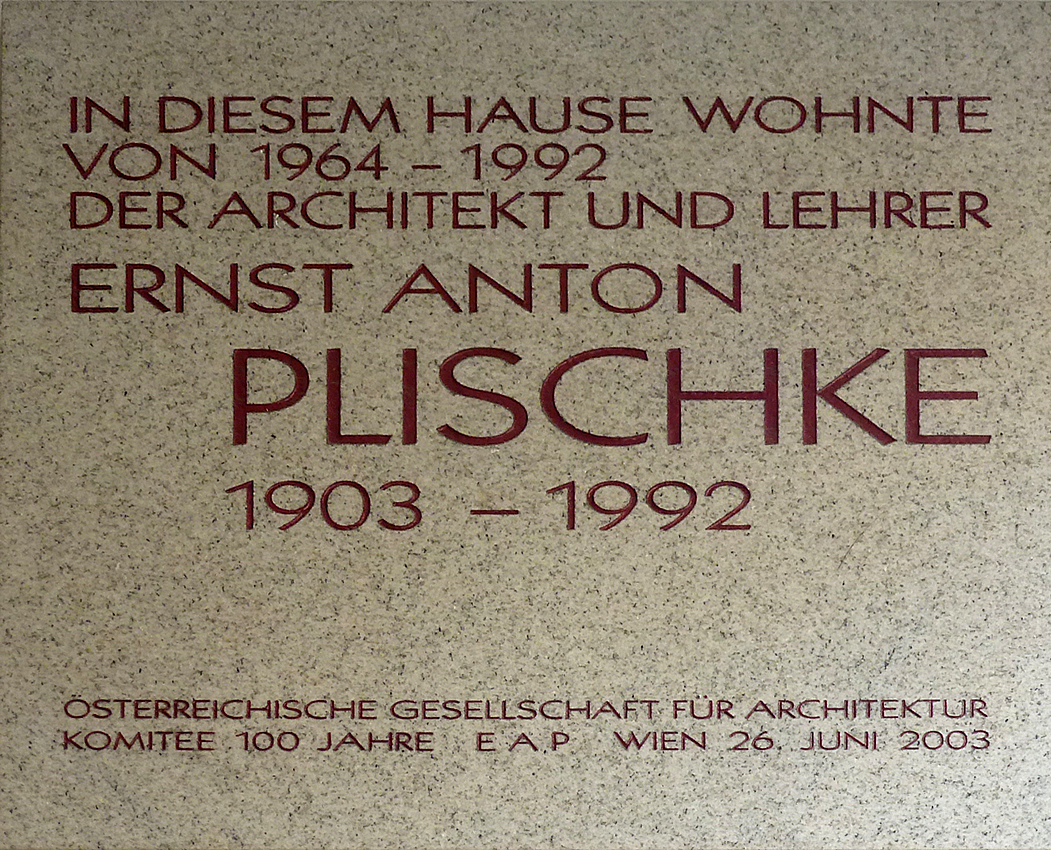 IN DIESEM HAUSE WOHNTE
VON 1964 – 1992
DER ARCHITEKT UND LEHRER
ERNST ANTON
PLISCHKE
1903 – 1992
ÖSTERREICHISCHE GESELLSCHAFT FÜR ARCHITEKTUR
KOMITEE 100 JAHRE E A P WIEN 26. JUNI 2003